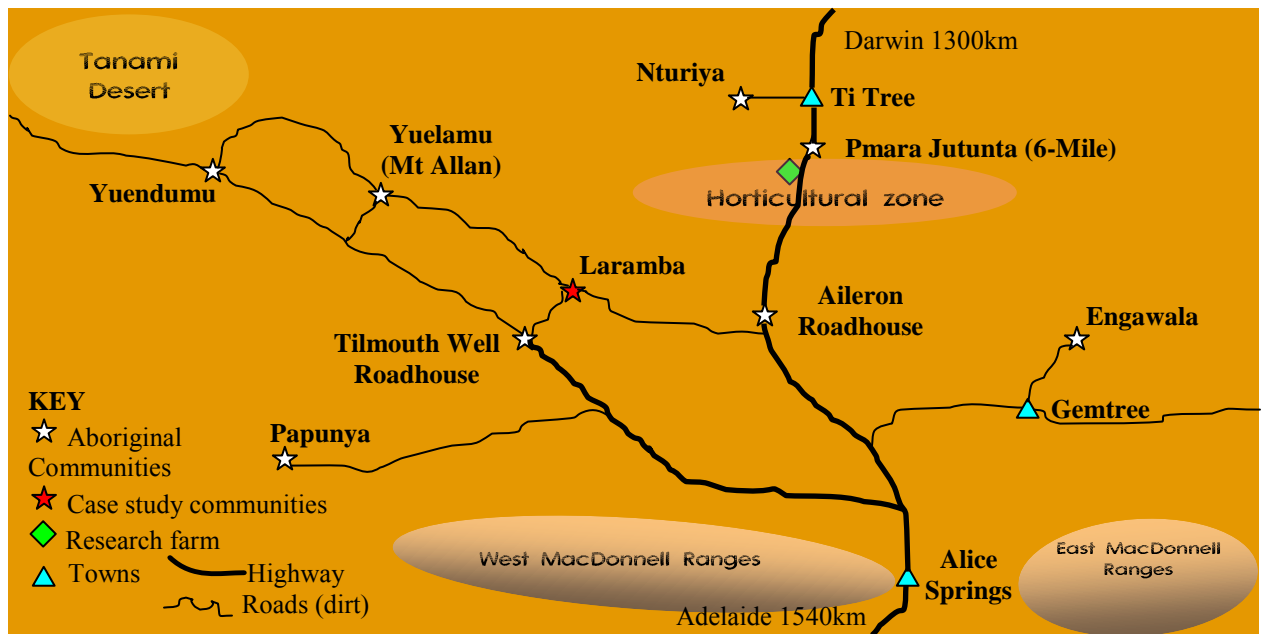 Darwin 1300km
Tanami
Desert
Nturiya
Ti Tree
Yuelamu
(Mt Allan)
Pmara Jutunta (6-Mile)
Yuendumu
Horticultural zone
Laramba
Aileron
Roadhouse
Engawala
Tilmouth Well
Roadhouse
Gemtree
Papunya
KEY
Aboriginal
Communities
Case study communities
Research farm
Towns
Highway
Roads (dirt)
West MacDonnell Ranges
East MacDonnell
Ranges
Alice
Springs
Adelaide 1540km